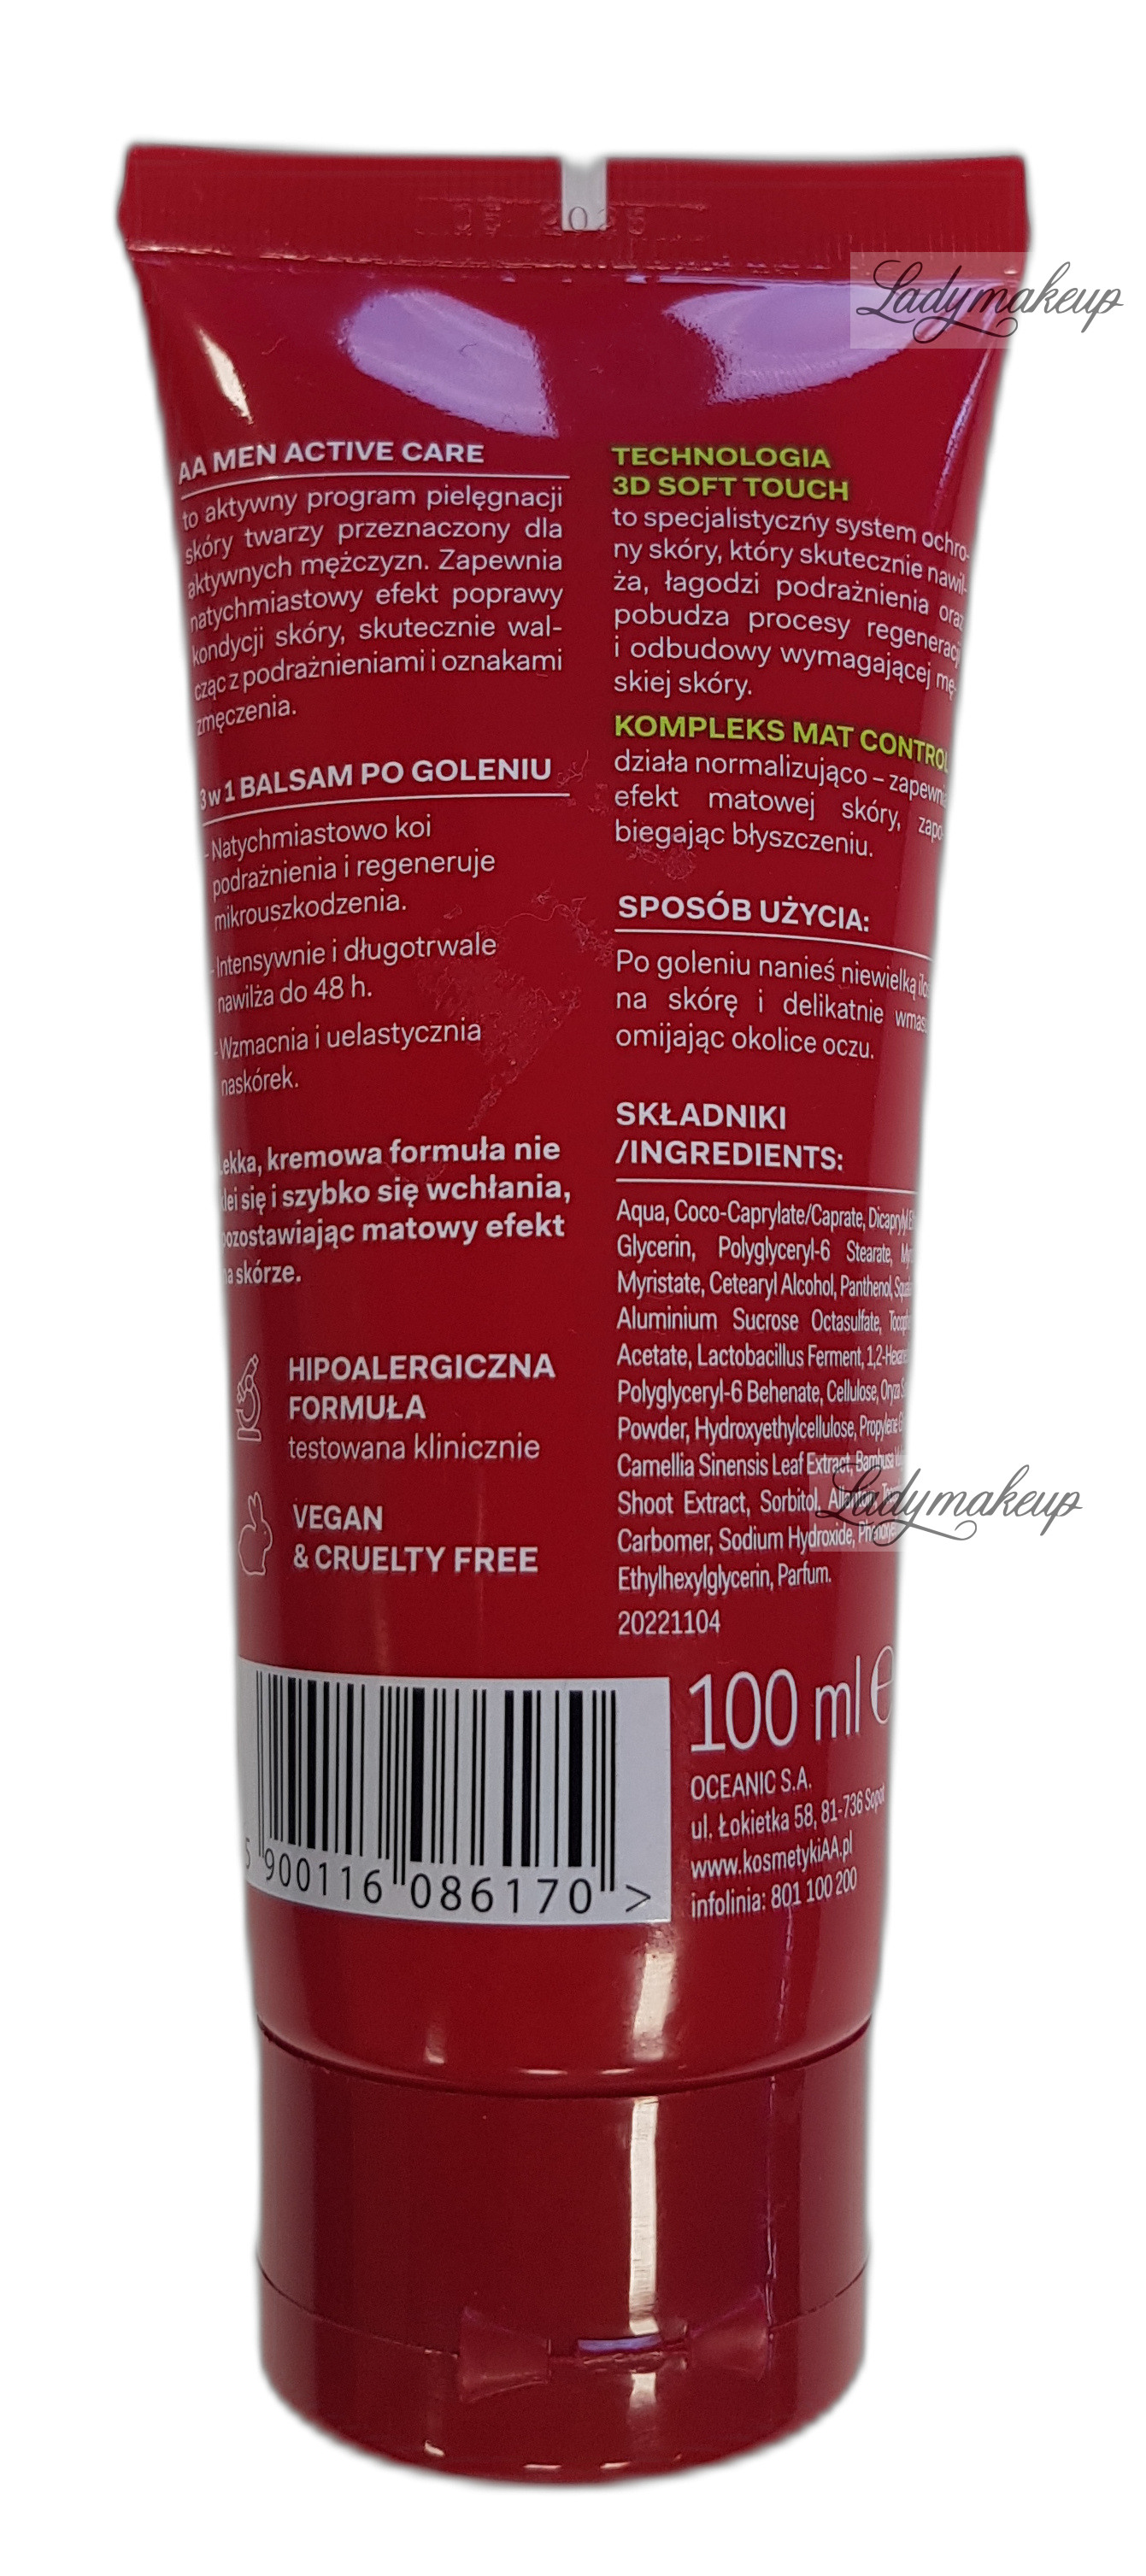 2025
Ladymakeup
AA MEN ACTIVE CARE
to aktywny program pielęgnacji
skóry twarzy przeznaczony dla
aktywnych mężczyzn. Zapewnia
natychmiastowy efekt poprawy
kondycji skóry, skutecznie wal-
cząc z podrażnieniami i oznakami
zmęczenia.
3 w 1 BALSAM PO GOLENIU
- Natychmiastowo koi
podrażnienia i regeneruje
mikrouszkodzenia.
- Intensywnie i długotrwale
nawilża do 48 h.
- Wzmacnia i uelastycznia
naskórek.
kremowa formuła nie
się i szybko się wchłania,
matowy efekt
skórze.
HIPOALERGICZNA
FORMUŁA
testowana klinicznie
VEGAN
& CRUELTY FREE
5 900116 086170 >
TECHNOLOGIA
3D SOFT TOUCH
to specjalistyczny system ochro-
ny skóry, który skutecznie nawil-
ża, łagodzi podrażnienia oraz
pobudza procesy regeneracji
i odbudowy wymagającej mę-
skiej skóry.
KOMPLEKS MAT CONTROL
działa normalizująco –
efekt matowej skóry, zapo-
biegając błyszczeniu.
SPOSÓB UŻYCIA:
Po goleniu nanieś niewielką
na skórę i delikatnie
omijając okolice oczu.
SKŁADNIKI
/INGREDIENTS:
Aqua, Coco-Caprylate/Caprate, Dicaprylyl
Glycerin, Polyglyceryl-6 Stearate,
Myristate, Cetearyl Alcohol, Panthenol,
Aluminium Sucrose Octasulfate,
Acetate, Lactobacillus Ferment,
Polyglyceryl-6 Behenate, Cellulose, Oryza
Powder, Hydroxyethylcellulose, Propylene
Camellia Sinensis Leaf Extract, Bambusa
Shoot Extract, Sorbitol,
Ladymakeup
Carbomer, Sodium Hydroxide,
Ethylhexylglycerin, Parfum.
20221104
100 ml e
OCEANIC S.A.
ul. Łokietka 58, 81-736 Sopot
www.kosmetykiAA.pl
infolinia: 801 100 200